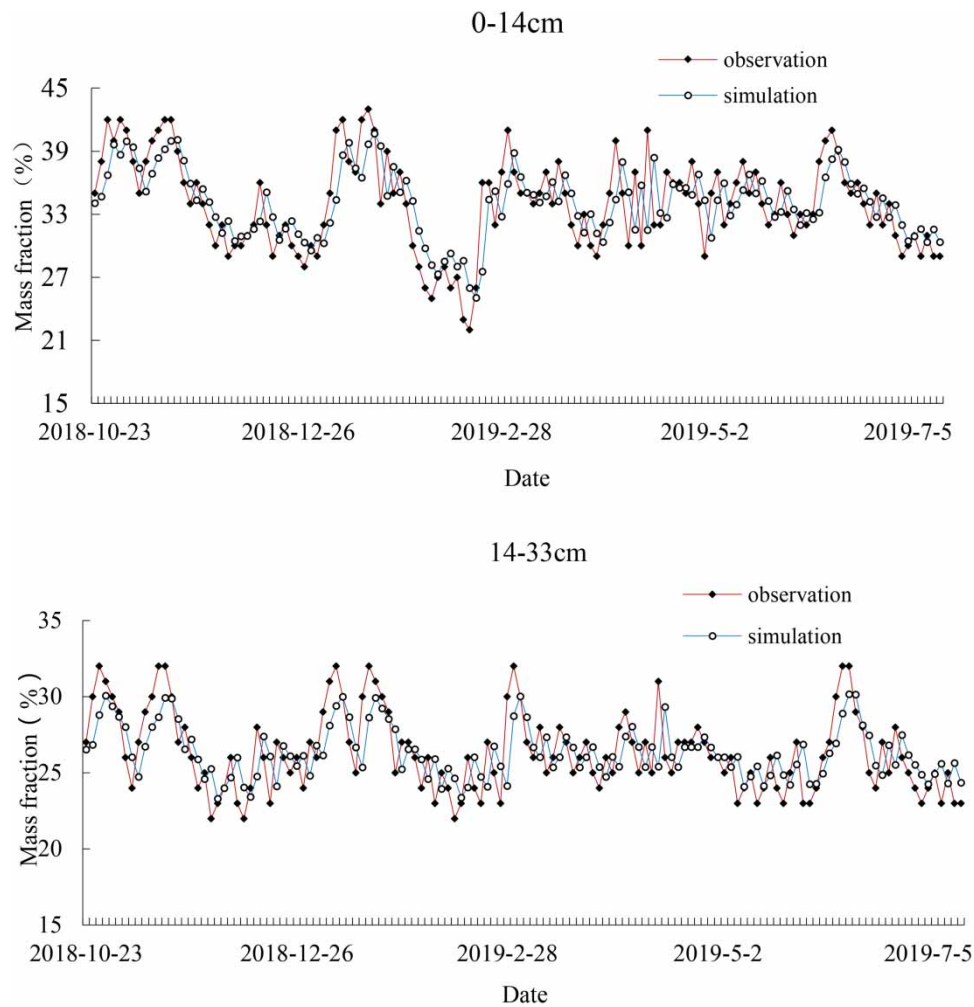 0-14cm
observation
simulation
Mass fraction (%)
45
39
33
27
21
15
2018-10-23 2018-12-26 2019-2-28 2019-5-2 2019-7-5
Date
14-33cm
observation
simulation
Mass fraction ( %)
35
30
25
20
15
2018-10-23 2018-12-26 2019-2-28 2019-5-2 2019-7-5
Date